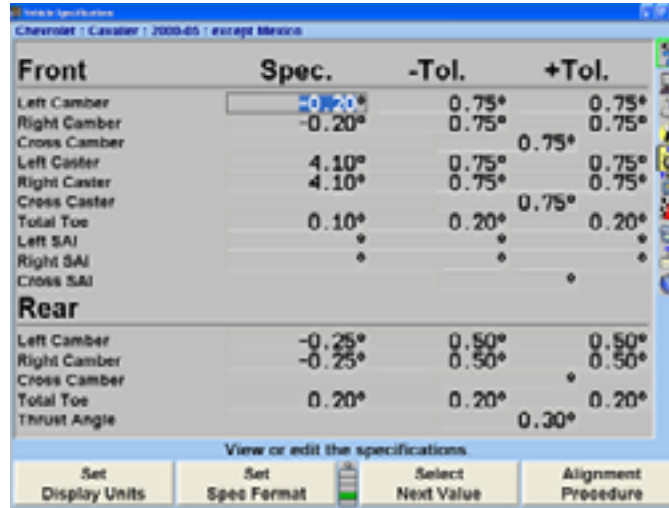 Vehicle Specifications
Chevrolet : Cavalier : 2000-05 : except Mexico
Front Spec. -Tol. +Tol.
Left Camber -0.20° 0.75° 0.75°
Right Camber -0.20° 0.75° 0.75°
Cross Camber 0.75°
Left Caster 4.10° 0.75° 0.75°
Right Caster 4.10° 0.75° 0.75°
Cross Caster 0.75°
Total Toe 0.10° 0.20° 0.20°
Left SAI ° ° °
Right SAI ° ° °
Cross SAI °
Rear
Left Camber -0.25° 0.50° 0.50°
Right Camber -0.25° 0.50° 0.50°
Cross Camber °
Total Toe 0.20° 0.20° 0.20°
Thrust Angle 0.30°
View or edit the specifications.
Set Display Units
Set Spec Format
Select Next Value
Alignment Procedure